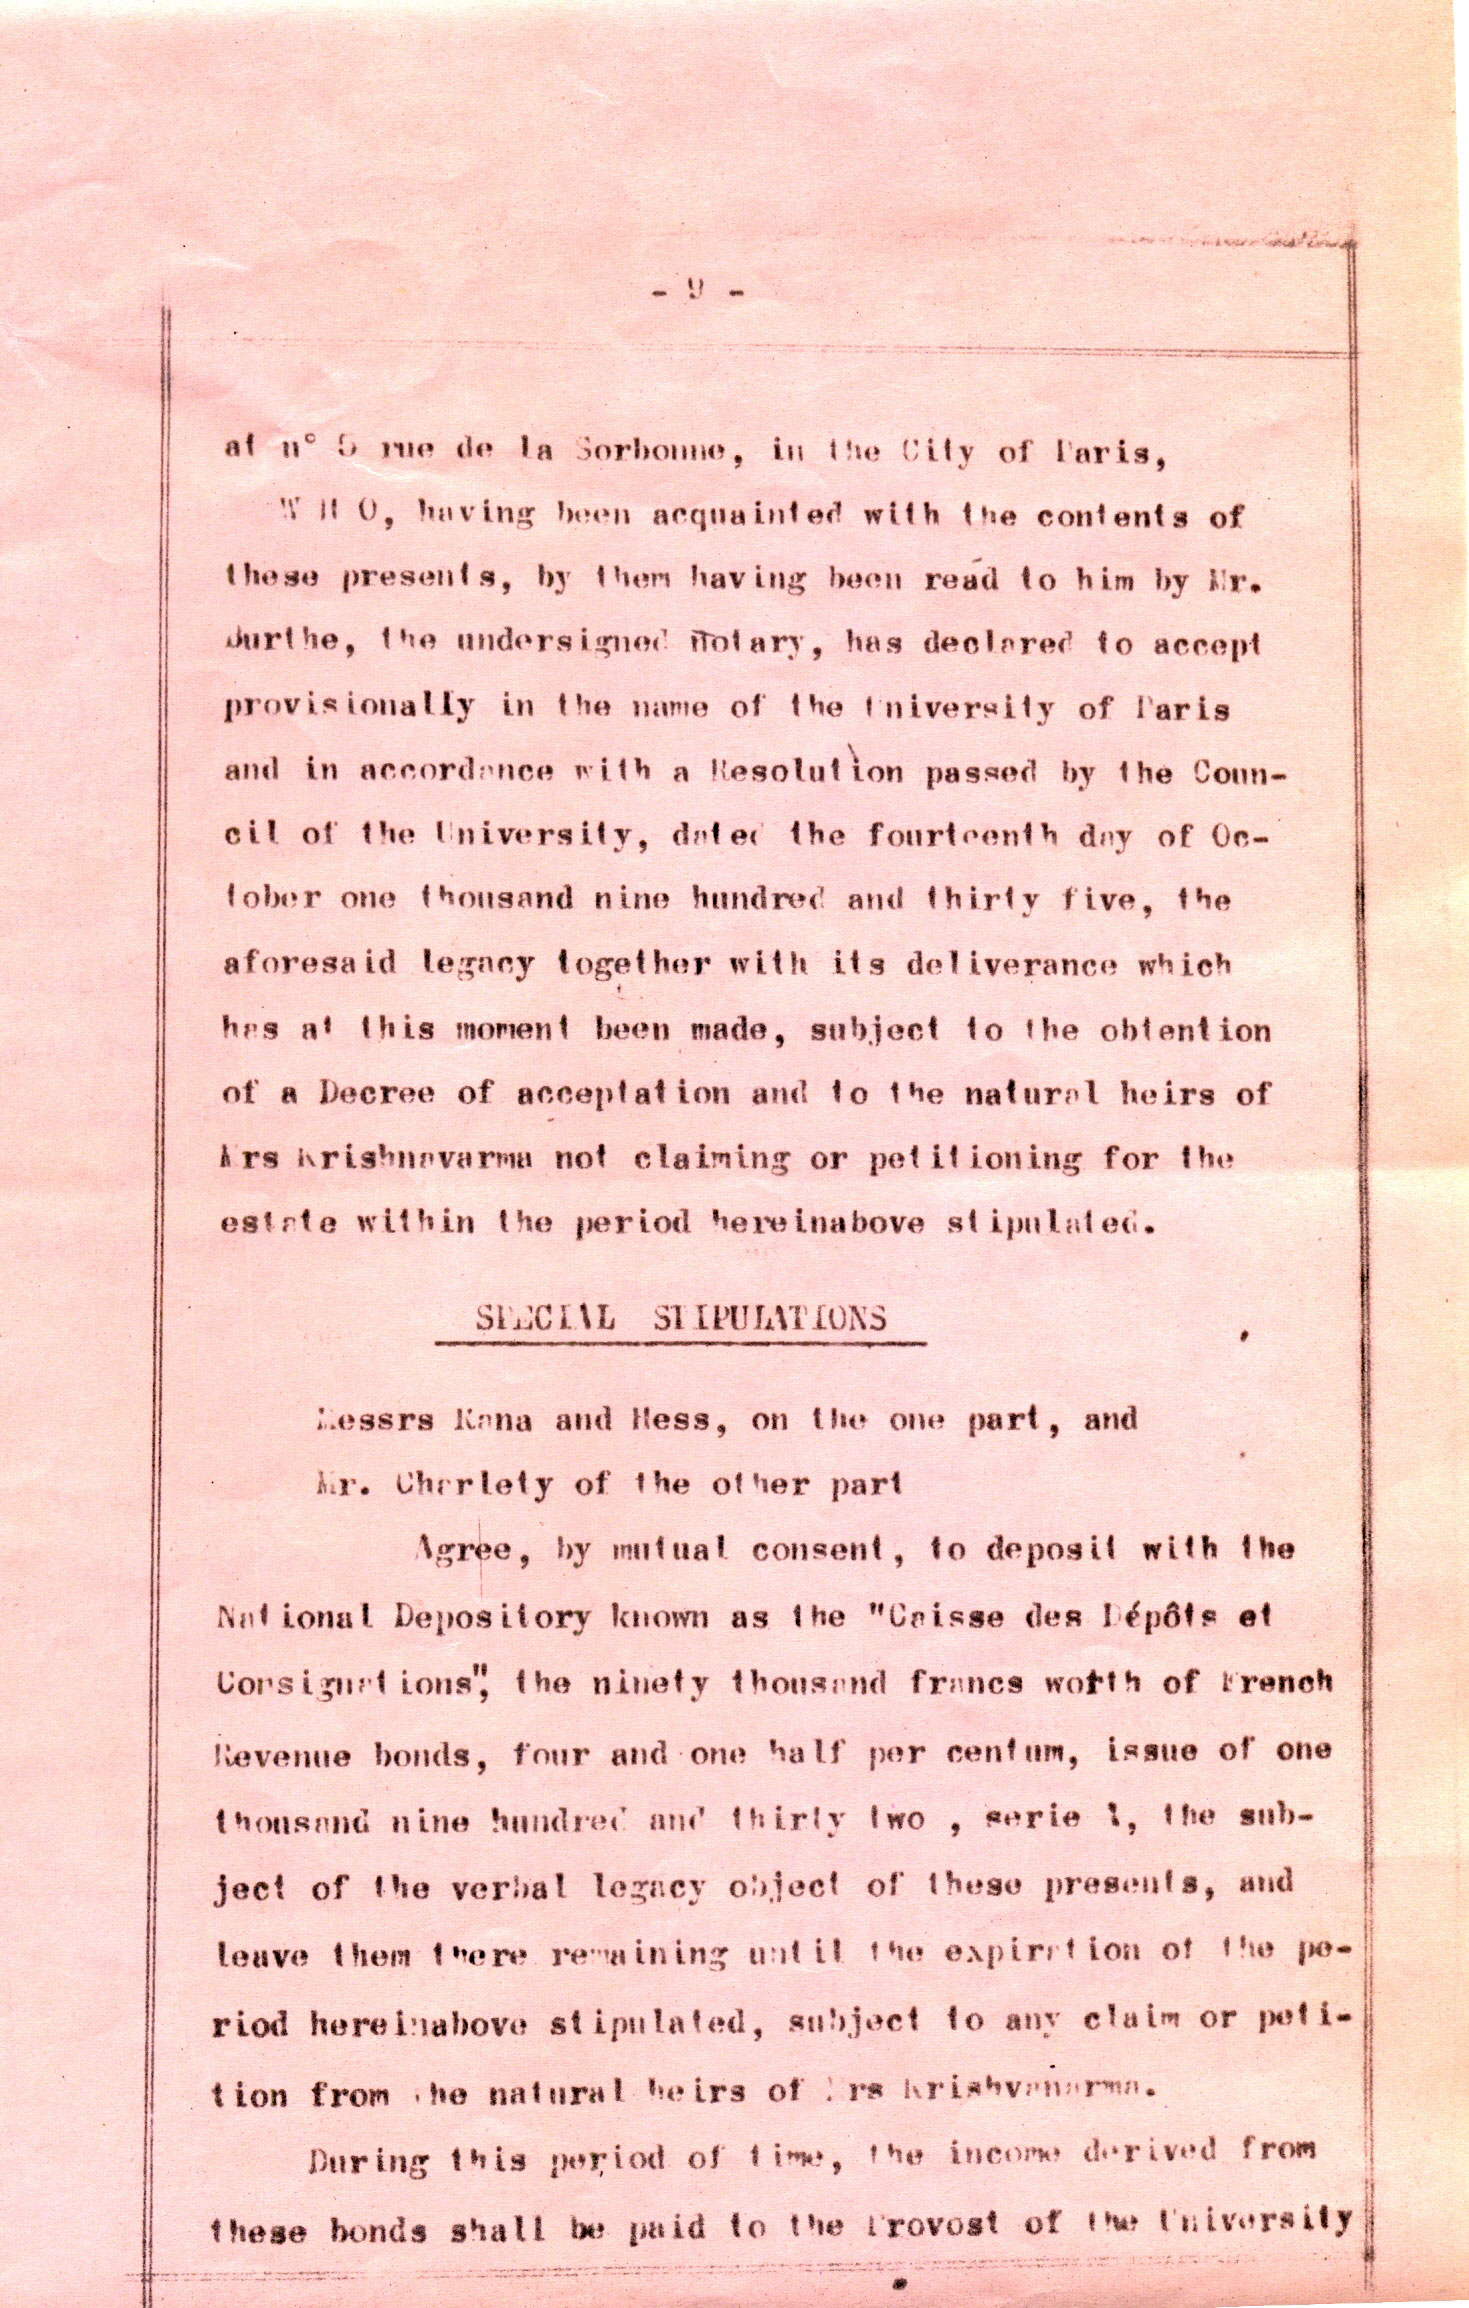 - 9 -
at n° 5 rue de la Sorbonne, in the City of Paris,
W H O, having been acquainted with the contents of
these presents, by them having been read to him by Mr.
Burthe, the undersigned Notary, has declared to accept
provisionally in the name of the University of Paris
and in accordance with a Resolution passed by the Coun-
cil of the University, dated the fourteenth day of Oc-
tober one thousand nine hundred and thirty five, the
aforesaid legacy together with its deliverance which
has at this moment been made, subject to the obtention
of a Decree of acceptation and to the natural heirs of
Mrs Krishnavarma not claiming or petitioning for the
estate within the period hereinabove stipulated.
SPECIAL STIPULATIONS
Messrs Rana and Hess, on the one part, and
Mr. Charlety of the other part
Agree, by mutual consent, to deposit with the
National Depository known as the "Caisse des Dépôts et
Consignations", the ninety thousand francs worth of French
Revenue bonds, four and one half per centum, issue of one
thousand nine hundred and thirty two , serie 1, the sub-
ject of the verbal legacy object of these presents, and
leave them there remaining until the expiration of the pe-
riod hereinabove stipulated, subject to any claim or peti-
tion from the natural heirs of Mrs Krishvanarma.
During this period of time, the income derived from
these bonds shall be paid to the Provost of the University